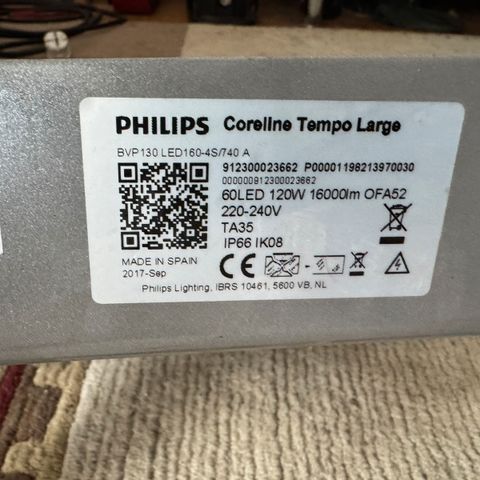 PHILIPS Coreline Tempo Large
BVP130 LED160-4S/740 A
912300023662 P00001198213970030
000000912300023662
60LED 120W 16000lm OFA52
220-240V
TA35
IP66 IK08
MADE IN SPAIN
2017-Sep
CE
Philips Lighting, IBRS 10461, 5600 VB, NL